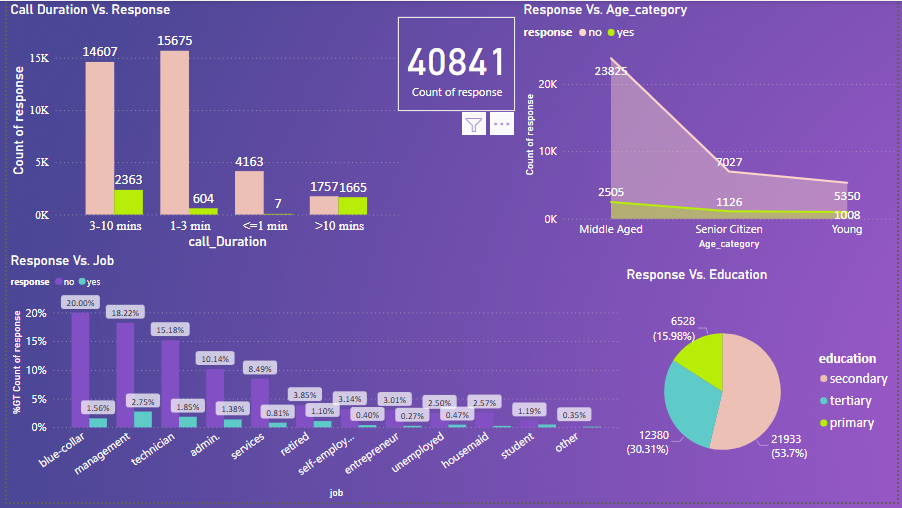 Call Duration Vs. Response
Count of response
15K
10K
5K
0K
14607
2363
15675
604
4163
7
1757
1665
3-10 mins
1-3 min
<=1 min
>10 mins
call_Duration
40841
Count of response
Response Vs. Age_category
response no yes
Count of response
20K
10K
0K
23825
7027
5350
2505
1126
1008
Middle Aged
Senior Citizen
Young
Age_category
Response Vs. Job
response no yes
%GT Count of response
20%
15%
10%
5%
0%
20.00%
1.56%
18.22%
2.75%
15.18%
1.85%
10.14%
1.38%
8.49%
0.81%
3.85%
1.10%
3.14%
0.40%
3.01%
0.27%
2.50%
0.47%
2.57%
1.19%
0.35%
blue-collar
management
technician
admin.
services
retired
self-employ...
entrepreneur
unemployed
housemaid
student
other
job
Response Vs. Education
6528
(15.98%)
12380
(30.31%)
21933
(53.7%)
education
secondary
tertiary
primary